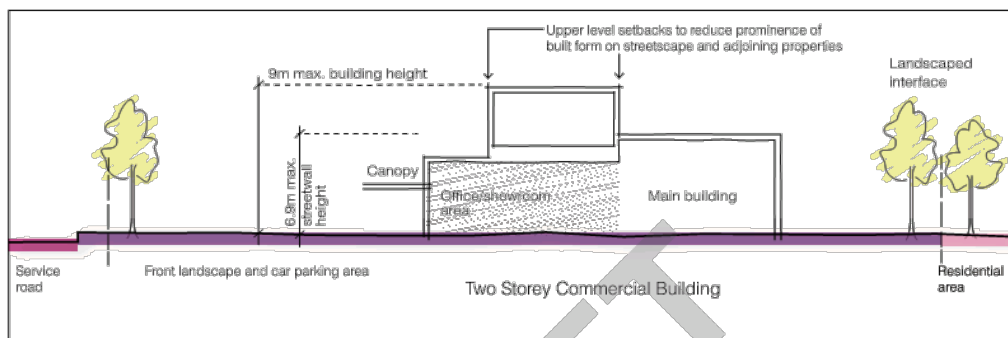 Upper level setbacks to reduce prominence of
built form on streetscape and adjoining properties
9m max. building height
Landscaped
interface
6.9m max.
streetwall
height
Canopy
Office/showroom
area
Main building
Service
road
Front landscape and car parking area
Residential
area
Two Storey Commercial Building